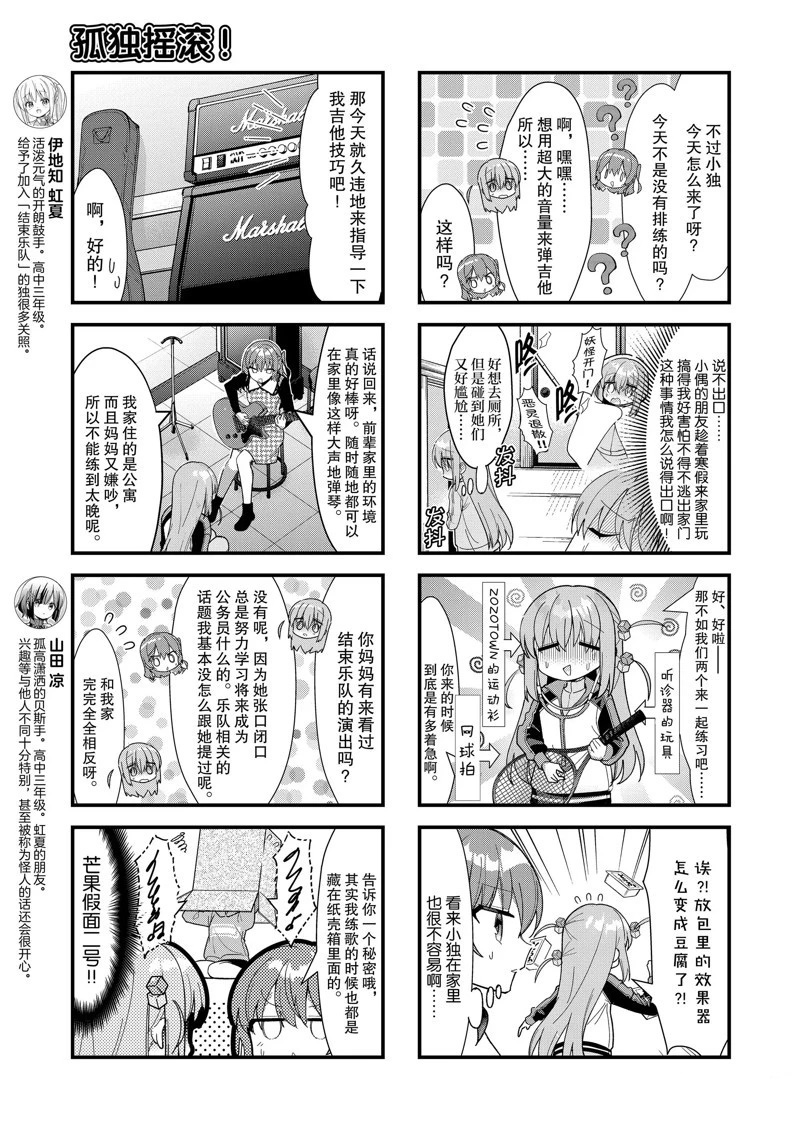 孤独摇滚！
不过小独
今天怎么来了呀？
今天不是没有排练的吗？
啊，嘿嘿……
想用超大的音量来弹吉他
所以……
这样吗？
说不出口……
小偶的朋友趁着寒假来家里玩
搞得我好害怕不得不逃出家门
这种事情我怎么说得出口啊！
妖怪开门！
咚
咚
恶灵退散!!
好想去厕所，
但是碰到她们
又好尴尬……
发抖
发抖
好、好啦——
那不如我们两个来一起练习吧……
听诊器的玩具
ZOZOTOWN的运动衫
网球拍
你来的时候
到底是有多着急啊。
诶?!放包里的效果器
怎么变成豆腐了?!
看来小独在家里
也很不容易啊……
那今天就久违地来指导一下
我吉他技巧吧！
Marshall
Marshall
啊，好的！
话说回来，前辈家里的环境
真的好棒呀。随时随地都可以
在家里像这样大声地弹琴。
我家住的是公寓
而且妈妈又嫌吵，
所以不能练到太晚呢。
你妈妈有来看过
结束乐队的演出吗？
没有呢，因为她张口闭口
总是努力学习将来成为
公务员什么的。乐队相关的
话题我基本没怎么跟她提过呢。
和我家
完完全全相反呀。
告诉你一个秘密哦，
其实我练歌的时候也都是
藏在纸壳箱里面的。
芒果假面二号!!
伊地知 虹夏
活泼元气的开朗鼓手。高中三年级。
给予了加入「结束乐队」的独很多关照。
山田 凉
孤高潇洒的贝斯手。高中三年级。虹夏的朋友。
兴趣等与他人不同十分特别，甚至被称为怪人的话还会很开心。